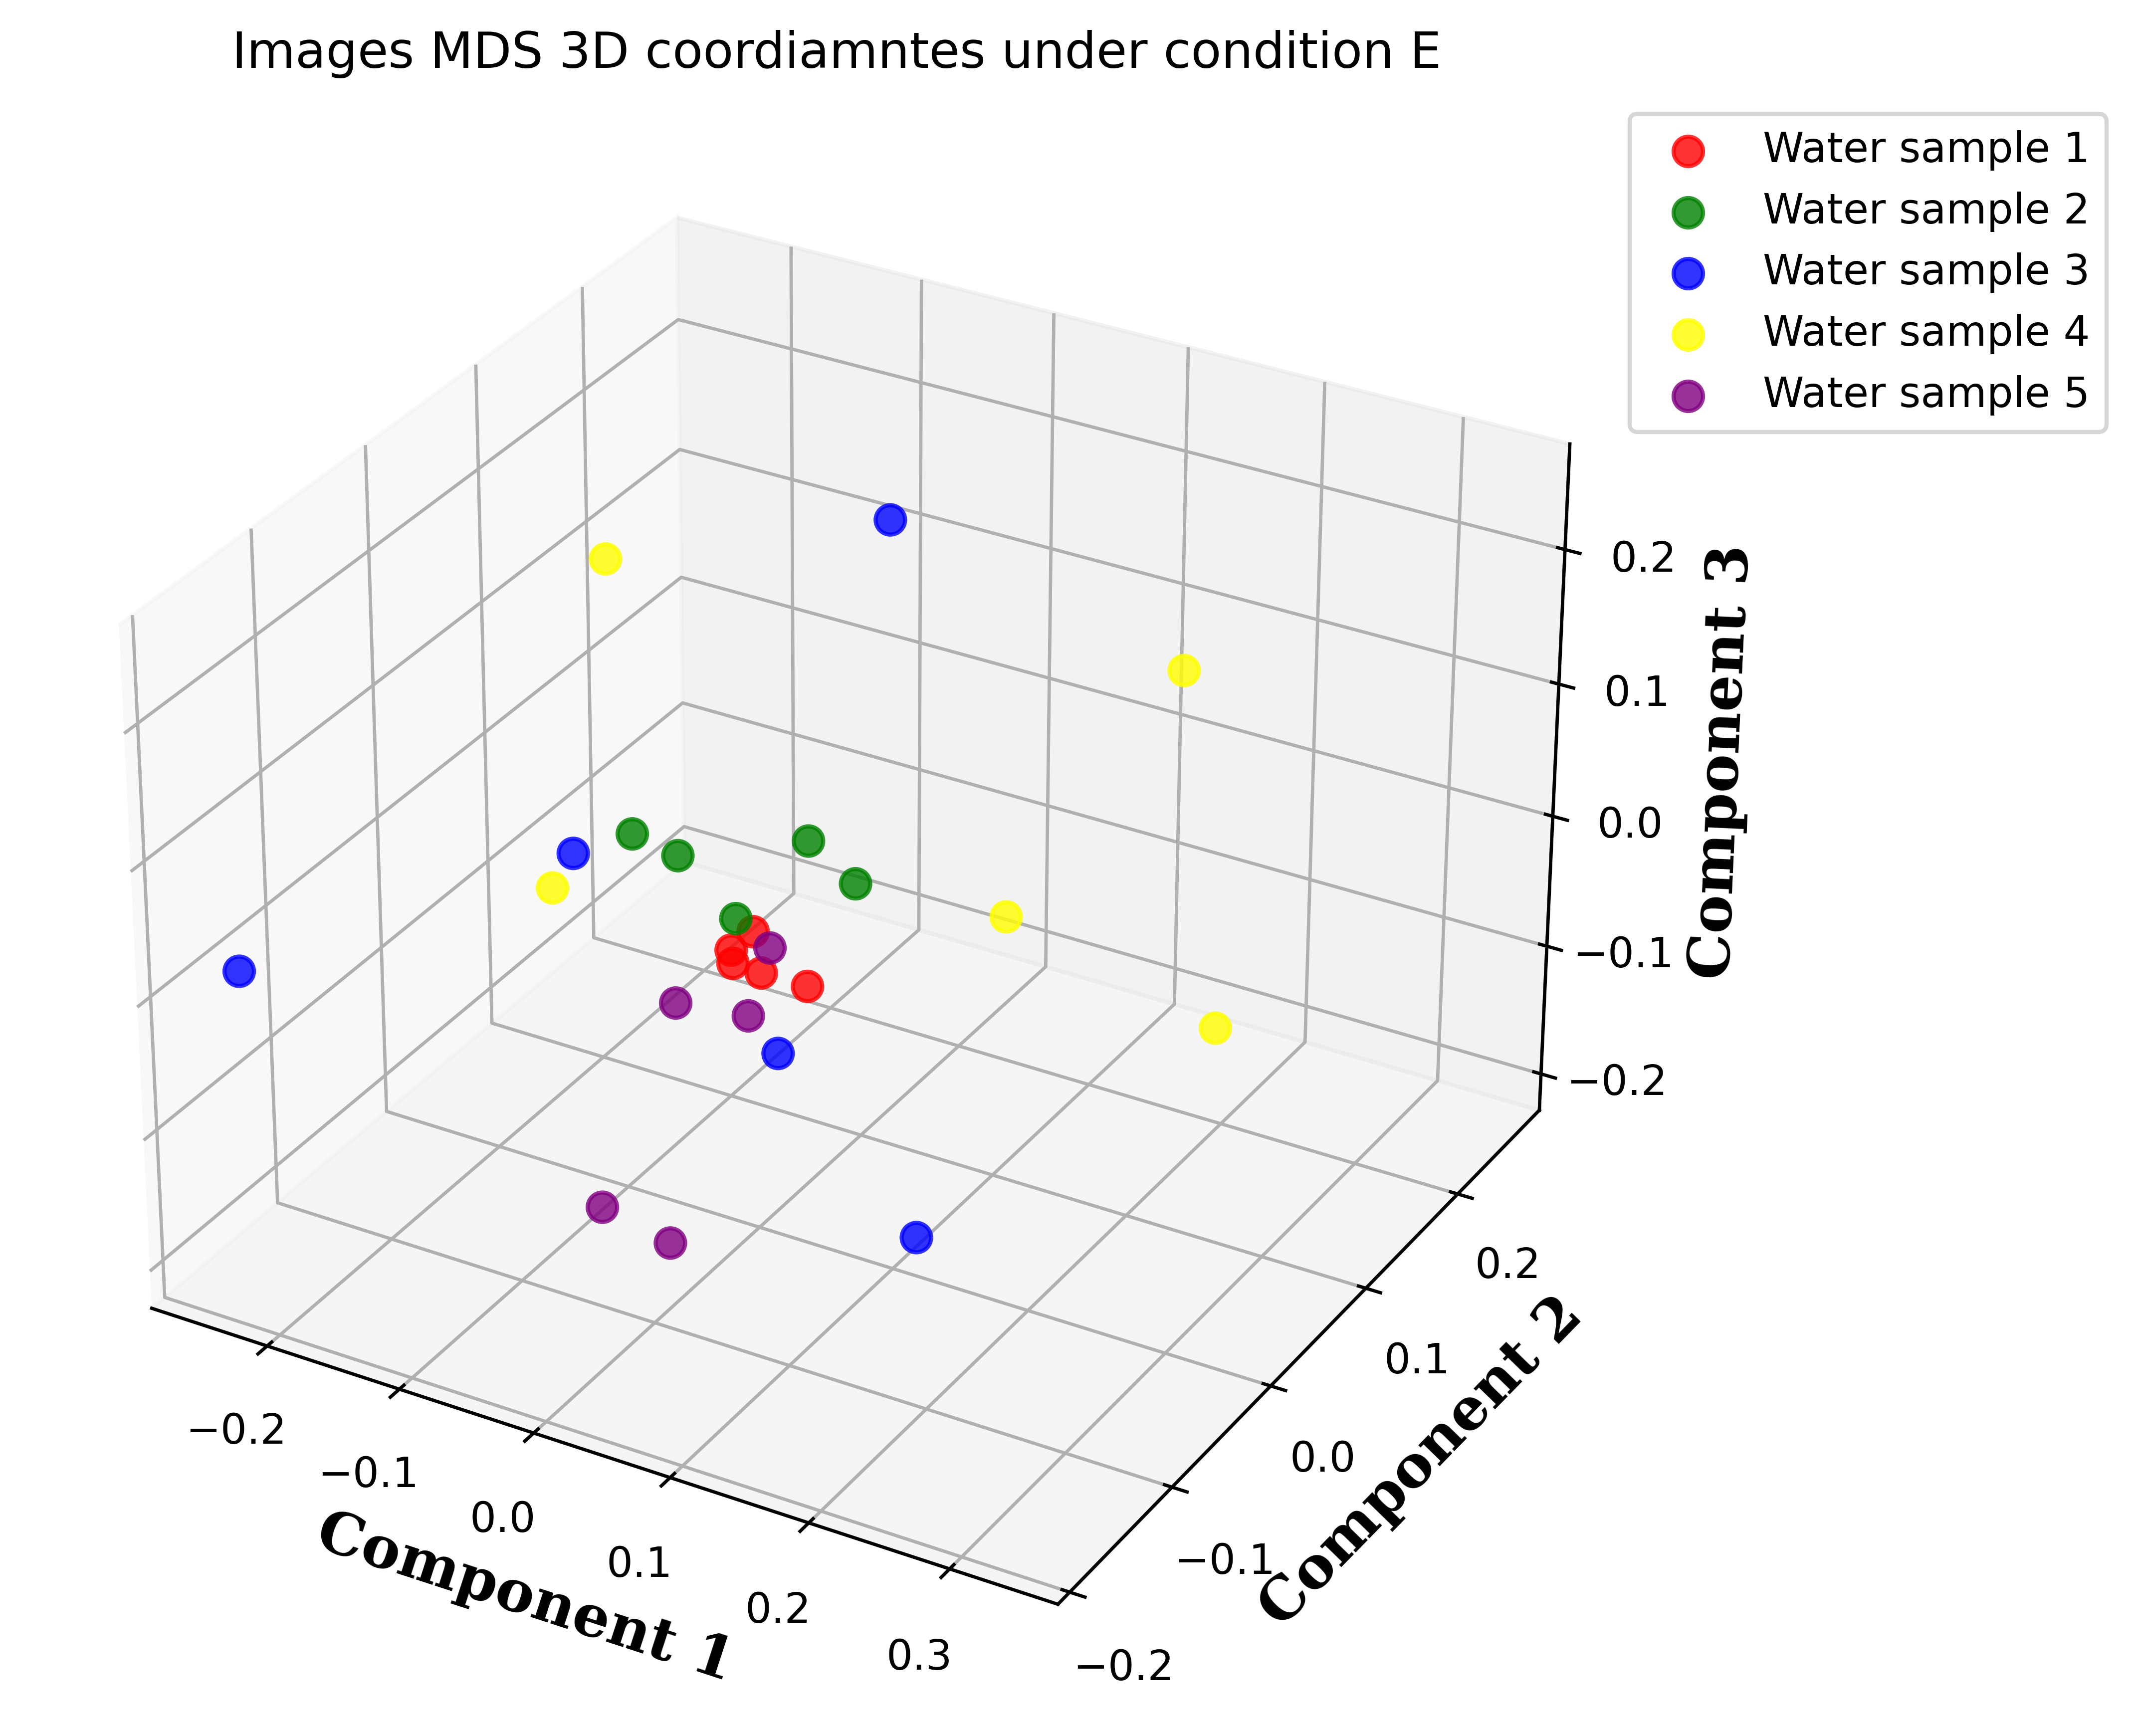 Images MDS 3D coordiamntes under condition E
Water sample 1
Water sample 2
Water sample 3
Water sample 4
Water sample 5
0.2
0.1
0.0
−0.1
−0.2
Component 3
−0.2
−0.1
0.0
0.1
0.2
0.3
Component 1
0.2
0.1
0.0
−0.1
−0.2
Component 2